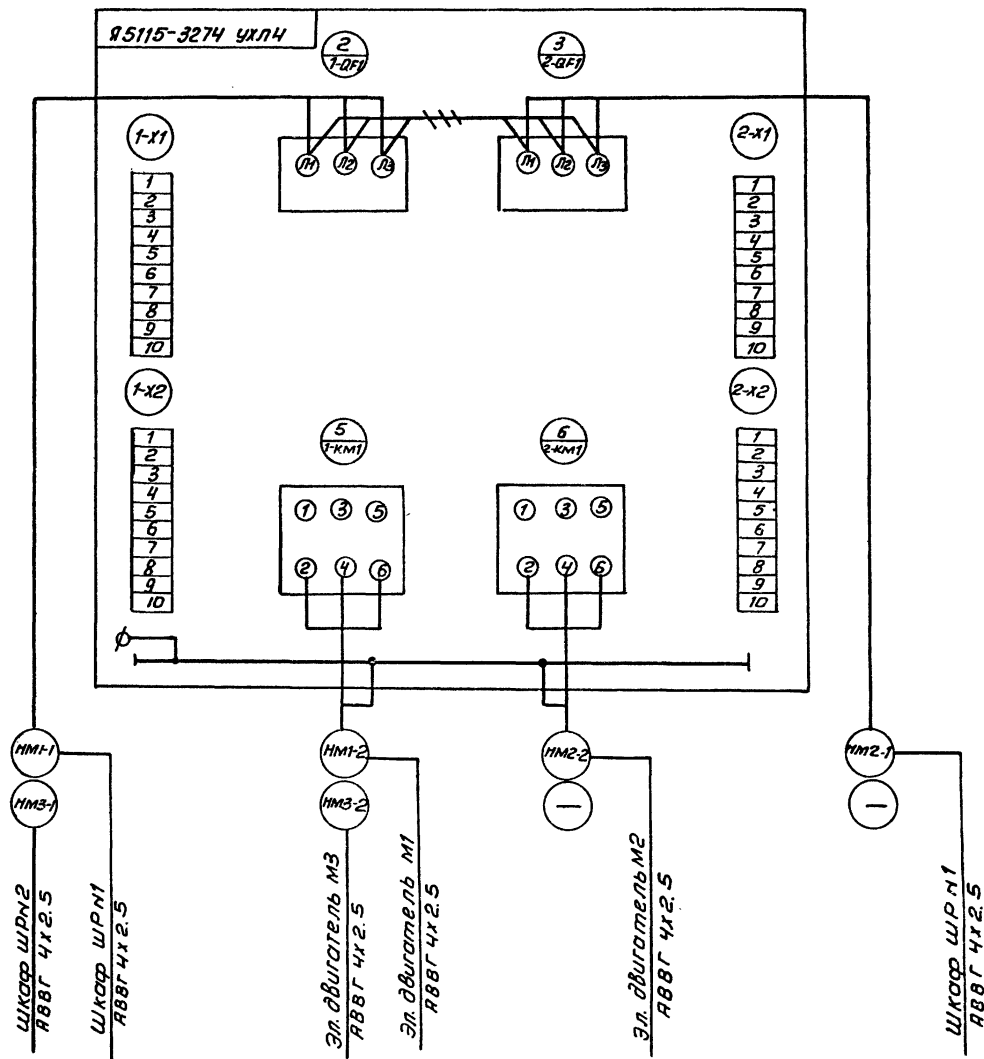 Я5115-3274 УХЛ4
2
1-QF1
3
2-QF1
1-X1
2-X1
Л1 Л2 Л3
Л1 Л2 Л3
1
2
3
4
5
6
7
8
9
10
1
2
3
4
5
6
7
8
9
10
1-X2
2-X2
1
2
3
4
5
6
7
8
9
10
1
2
3
4
5
6
7
8
9
10
5
1-КМ1
6
2-КМ1
1 3 5
2 4 6
1 3 5
2 4 6
НМ1-1
НМ3-1
НМ1-2
НМ3-2
НМ2-2
—
НМ2-1
—
Шкаф ШРN2
АВВГ 4х2.5
Шкаф ШРN1
АВВГ 4х2.5
Эл. двигатель М3
АВВГ 4х2.5
Эл. двигатель М1
АВВГ 4х2.5
Эл. двигатель М2
АВВГ 4х2.5
Шкаф ШРN1
АВВГ 4х2.5